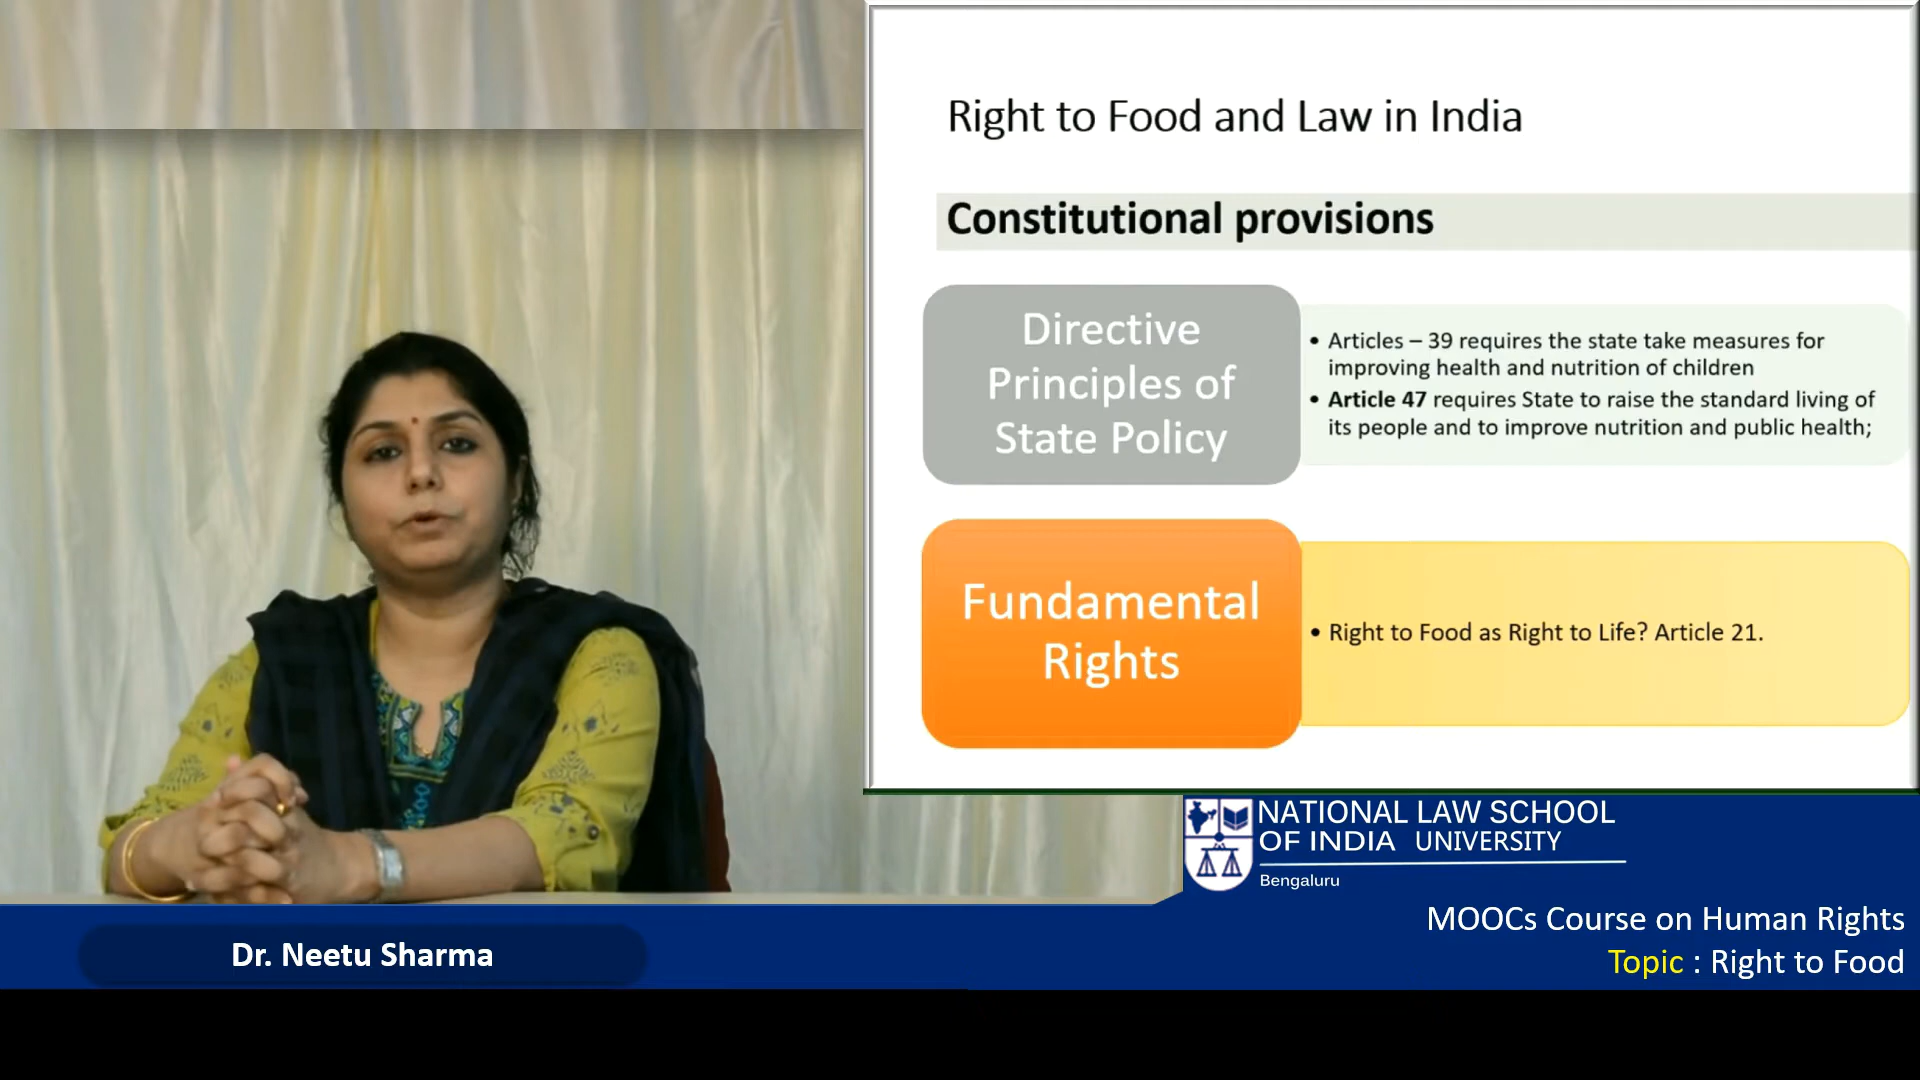 Right to Food and Law in India
Constitutional provisions
Directive
Principles of
State Policy
• Articles – 39 requires the state take measures for
improving health and nutrition of children
• Article 47 requires State to raise the standard living of
its people and to improve nutrition and public health;
Fundamental
Rights
• Right to Food as Right to Life? Article 21.
NATIONAL LAW SCHOOL
OF INDIA UNIVERSITY
Bengaluru
MOOCs Course on Human Rights
Topic : Right to Food
Dr. Neetu Sharma